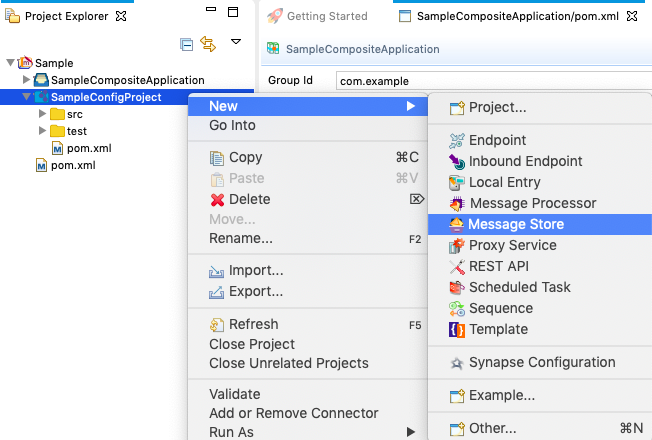 Project Explorer
Getting Started
SampleCompositeApplication/pom.xml
SampleCompositeApplication
Group Id
com.example
Sample
SampleCompositeApplication
SampleConfigProject
src
test
pom.xml
pom.xml
New
Go Into
Copy ⌘C
Paste ⌘V
Delete ⌦
Move...
Rename... F2
Import...
Export...
Refresh F5
Close Project
Close Unrelated Projects
Validate
Add or Remove Connector
Run As
Project...
Endpoint
Inbound Endpoint
Local Entry
Message Processor
Message Store
Proxy Service
REST API
Scheduled Task
Sequence
Template
Synapse Configuration
Example...
Other... ⌘N